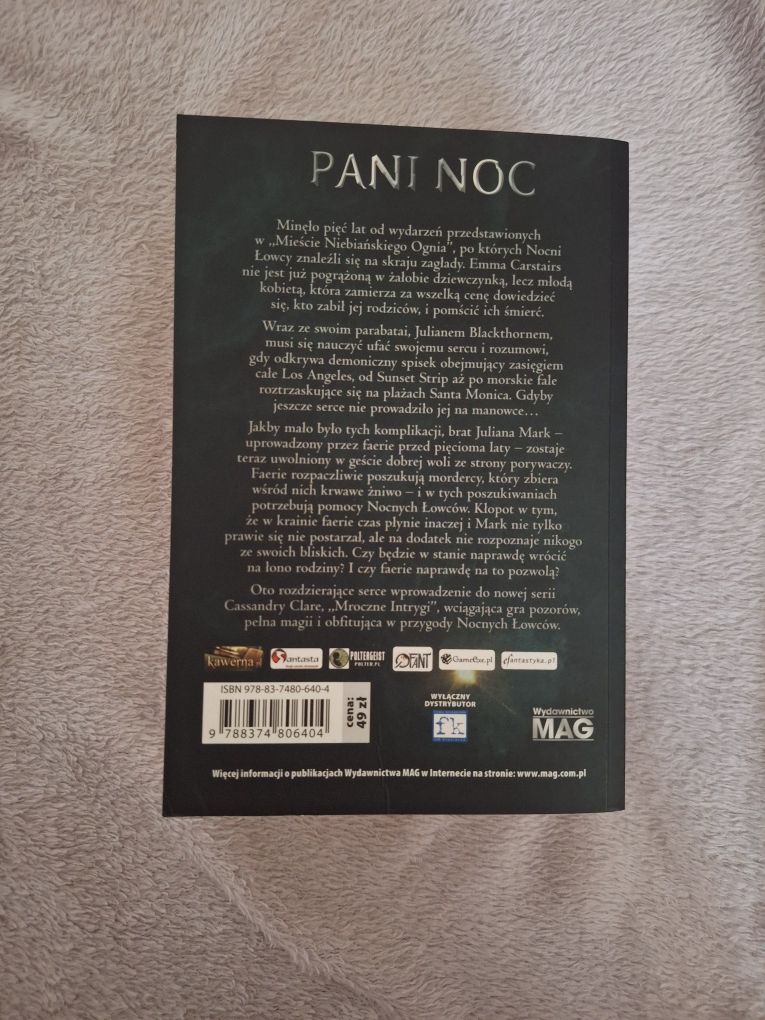 PANI NOC
Minęło pięć lat od wydarzeń przedstawionych
w „Mieście Niebiańskiego Ognia”, po których Nocni
Łowcy znaleźli się na skraju zagłady. Emma Carstairs
nie jest już pogrążoną w żałobie dziewczynką, lecz młodą
kobietą, która zamierza za wszelką cenę dowiedzieć
się, kto zabił jej rodziców, i pomścić ich śmierć.
Wraz ze swoim parabatai, Julianem Blackthornem,
musi się nauczyć ufać swojemu sercu i rozumowi,
gdy odkrywa demoniczny spisek obejmujący zasięgiem
całe Los Angeles, od Sunset Strip aż po morskie fale
roztrzaskujące się na plażach Santa Monica. Gdyby
jeszcze serce nie prowadziło jej na manowce…
Jakby mało było tych komplikacji, brat Juliana Mark –
uprowadzony przez faerie przed pięcioma laty – zostaje
teraz uwolniony w geście dobrej woli ze strony porywaczy.
Faerie rozpaczliwie poszukują mordercy, który zbiera
wśród nich krwawe żniwo – i w tych poszukiwaniach
potrzebują pomocy Nocnych Łowców. Kłopot w tym,
że w krainie faerie czas płynie inaczej i Mark nie tylko
prawie się nie postarzał, ale na dodatek nie rozpoznaje nikogo
ze swoich bliskich. Czy będzie w stanie naprawdę wrócić
na łono rodziny? I czy faerie naprawdę na to pozwolą?
Oto rozdzierające serce wprowadzenie do nowej serii
Cassandry Clare, „Mroczne Intrygi”, wciągająca gra pozorów,
pełna magii i obfitująca w przygody Nocnych Łowców.
kawerna.pl fantasta POLTERGEIST POLTER.PL OFANT GameExe.pl efantastyka.pl
ISBN 978-83-7480-640-4
9 788374 806404
cena:
49 zł
WYŁĄCZNY
DYSTRYBUTOR
fk
Wydawnictwo
MAG
Więcej informacji o publikacjach Wydawnictwa MAG w Internecie na stronie: www.mag.com.pl